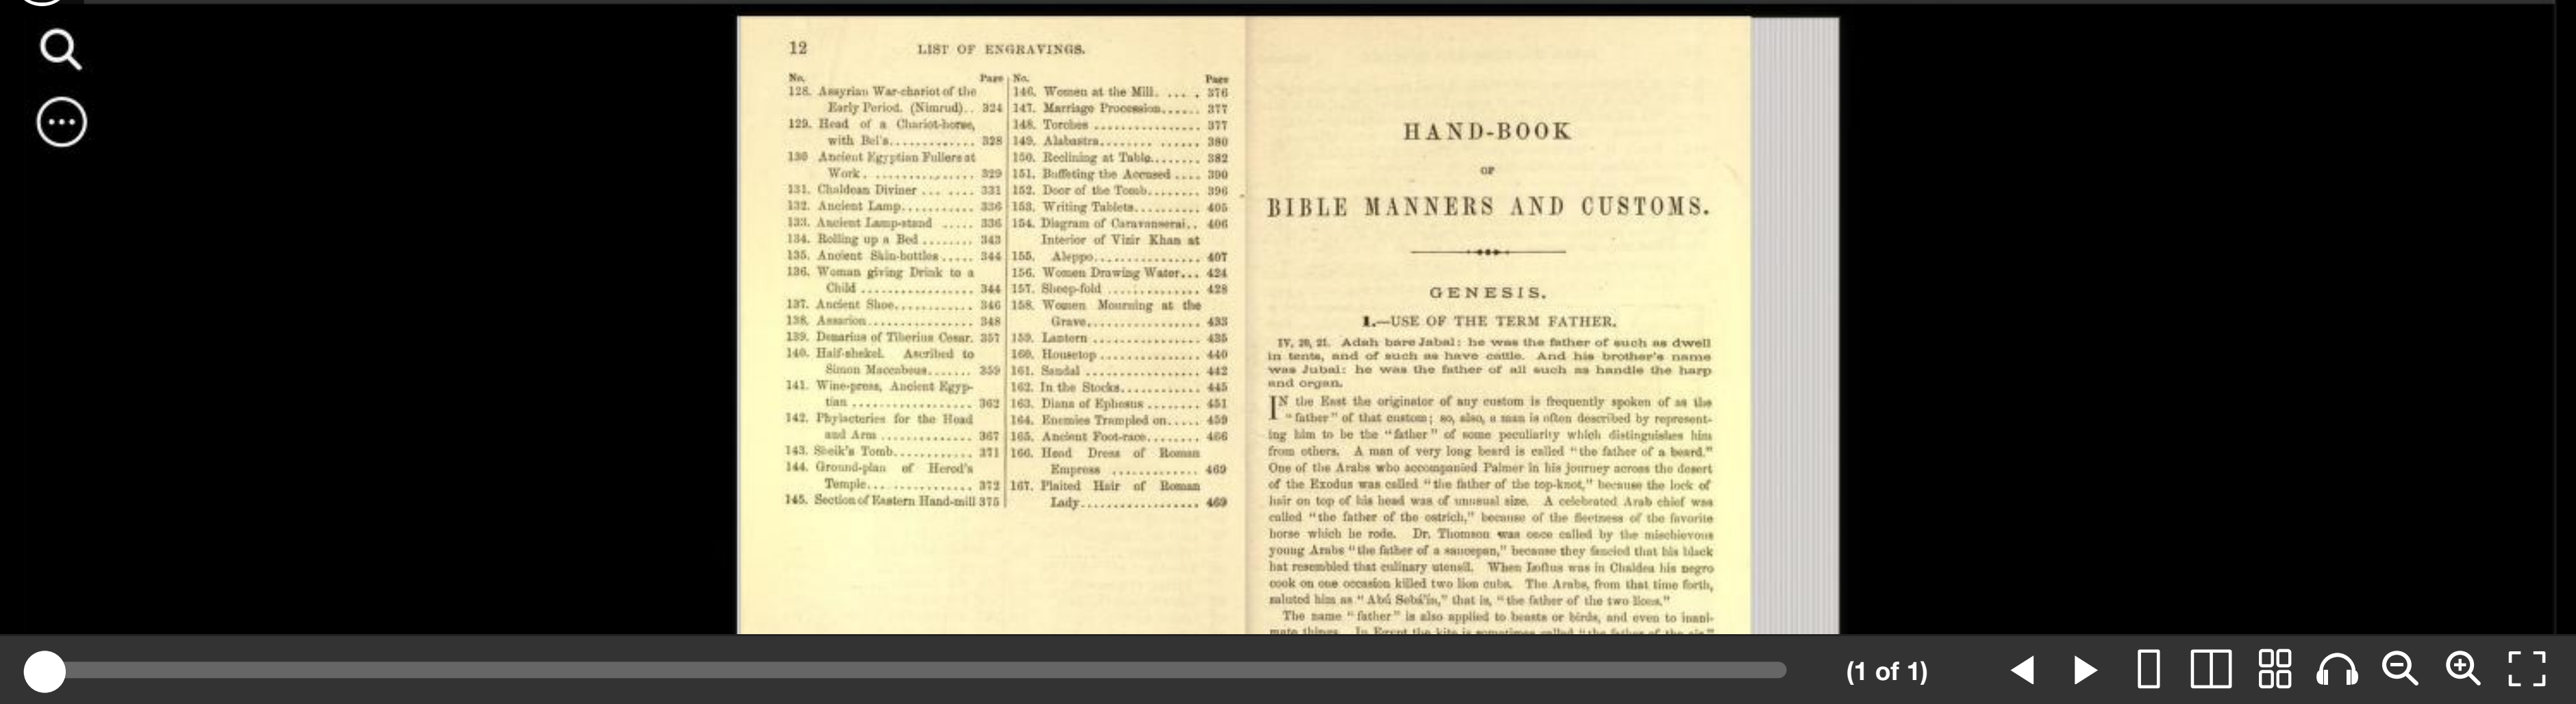 12 LIST OF ENGRAVINGS.
No. Page
128. Assyrian War-chariot of the
Early Period. (Nimrud).. 324
129. Head of a Chariot-horse,
with Bel's............. 328
130 Ancient Egyptian Fullers at
Work. .............. 329
131. Chaldean Diviner ... ..... 331
132. Ancient Lamp........... 336
133. Ancient Lamp-stand ..... 336
134. Rolling up a Bed ........ 343
135. Ancient Skin-bottles ..... 344
136. Woman giving Drink to a
Child ................. 344
137. Ancient Shoe............ 346
138. Assarion................ 348
139. Denarius of Tiberius Cesar. 357
140. Half-shekel. Ascribed to
Simon Maccabeus....... 359
141. Wine-press, Ancient Egyp-
tian .................. 362
142. Phylacteries for the Head
and Arm .............. 367
143. Sheik's Tomb............ 371
144. Ground-plan of Herod's
Temple................ 372
145. Section of Eastern Hand-mill 375
No. Page
146. Women at the Mill. .... . 376
147. Marriage Procession...... 377
148. Torches ................ 377
149. Alabastra........ ...... 380
150. Reclining at Table........ 382
151. Buffeting the Accused .... 390
152. Door of the Tomb........ 396
153. Writing Tablets.......... 405
154. Diagram of Caravanserai.. 406
Interior of Vizir Khan at
155. Aleppo................ 407
156. Women Drawing Water... 424
157. Sheep-fold .............. 428
158. Women Mourning at the
Grave................. 433
159. Lantern ................ 435
160. Housetop ............... 440
161. Sandal ................. 442
162. In the Stocks............ 445
163. Diana of Ephesus ........ 451
164. Enemies Trampled on..... 459
165. Ancient Foot-race........ 466
166. Head Dress of Roman
Empress ............. 469
167. Plaited Hair of Roman
Lady.................. 469
HAND-BOOK
OF
BIBLE MANNERS AND CUSTOMS.
GENESIS.
1.—USE OF THE TERM FATHER.
IV, 20, 21. Adah bare Jabal: he was the father of such as dwell
in tents, and of such as have cattle. And his brother's name
was Jubal: he was the father of all such as handle the harp
and organ.
IN the East the originator of any custom is frequently spoken of as the
"father" of that custom; so, also, a man is often described by represent-
ing him to be the "father" of some peculiarity which distinguishes him
from others. A man of very long beard is called "the father of a beard."
One of the Arabs who accompanied Palmer in his journey across the desert
of the Exodus was called "the father of the top-knot," because the lock of
hair on top of his head was of unusual size. A celebrated Arab chief was
called "the father of the ostrich," because of the fleetness of the favorite
horse which he rode. Dr. Thomson was once called by the mischievous
young Arabs "the father of a saucepan," because they fancied that his black
hat resembled that culinary utensil. When Loftus was in Chaldea his negro
cook on one occasion killed two lion cubs. The Arabs, from that time forth,
saluted him as "Abú Sebá'in," that is, "the father of the two lions."
The name "father" is also applied to beasts or birds, and even to inani-
mate things. In Egypt the kite is sometimes called "the father of the air"
(1 of 1)